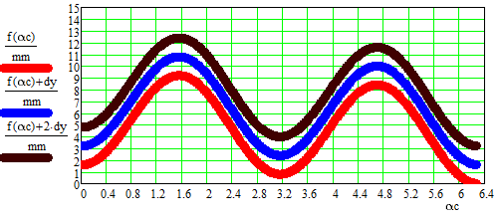 f(αc)
mm
f(αc)+dy
mm
f(αc)+2·dy
mm
15
14
13
12
11
10
9
8
7
6
5
4
3
2
1
0
0 0.4 0.8 1.2 1.6 2 2.4 2.8 3.2 3.6 4 4.4 4.8 5.2 5.6 6 6.4
αc